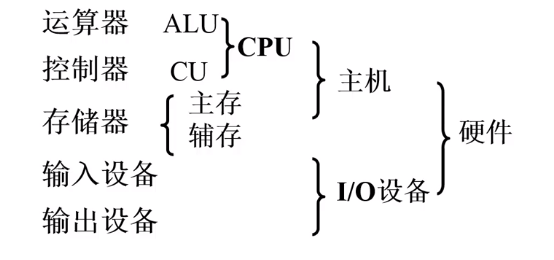 运算器 ALU
CPU
控制器 CU
主机
存储器 主存
辅存
硬件
输入设备
I/O设备
输出设备